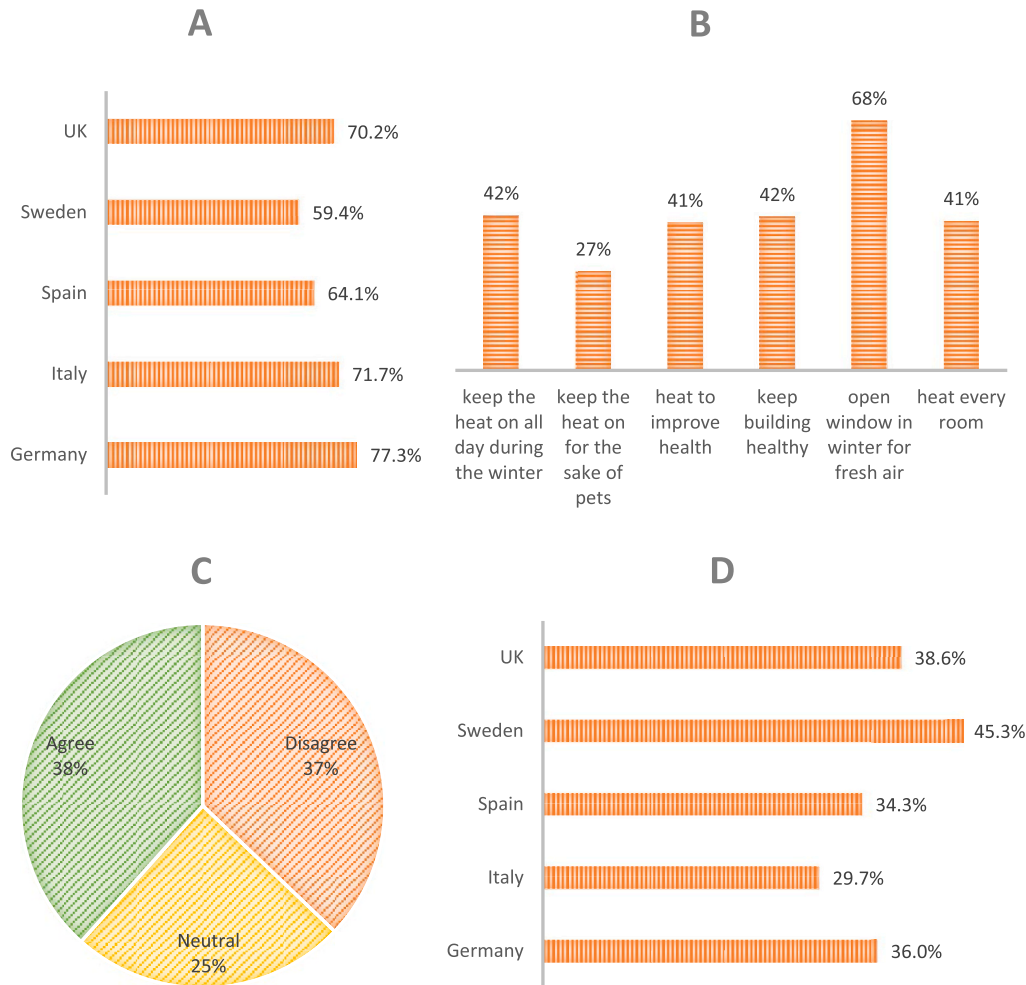 A
UK
70.2%
Sweden
59.4%
Spain
64.1%
Italy
71.7%
Germany
77.3%
B
42%
27%
41%
42%
68%
41%
keep the
heat on all
day during
the winter
keep the
heat on
for the
sake of
pets
heat to
improve
health
keep
building
healthy
open
window in
winter for
fresh air
heat every
room
C
Agree
38%
Disagree
37%
Neutral
25%
D
UK
38.6%
Sweden
45.3%
Spain
34.3%
Italy
29.7%
Germany
36.0%